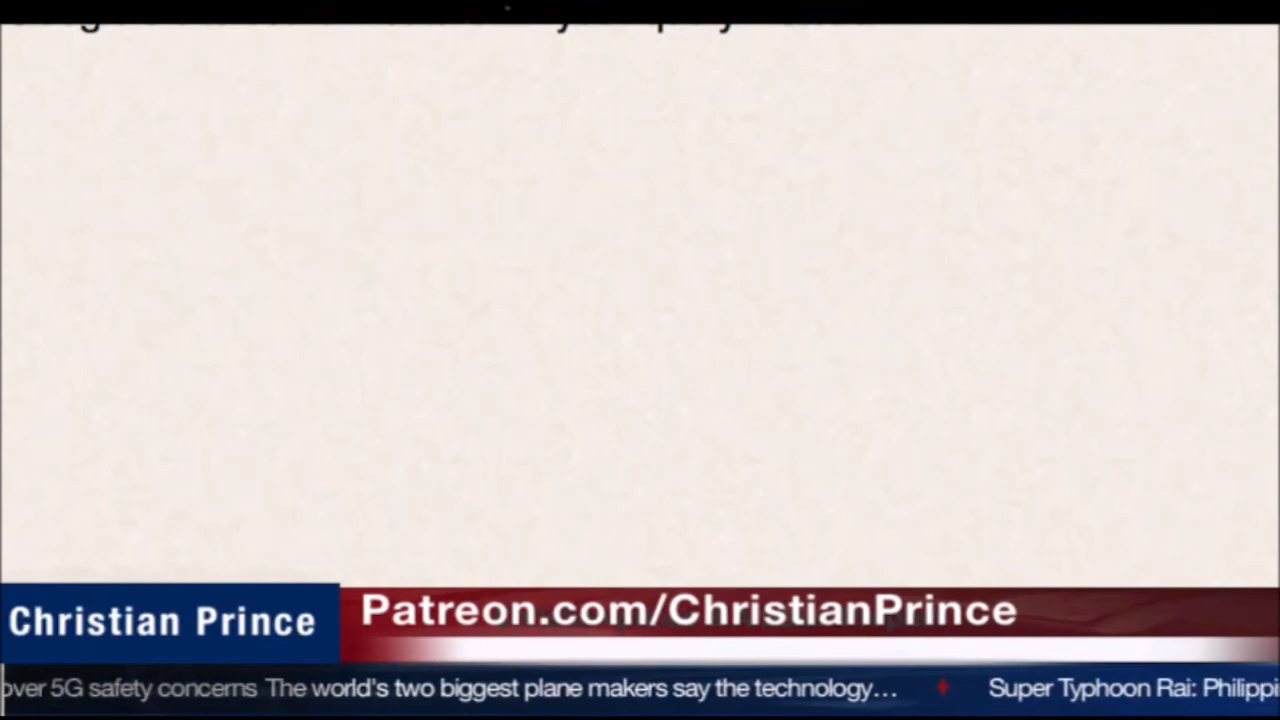 Christian Prince
Patreon.com/ChristianPrince
over 5G safety concerns The world's two biggest plane makers say the technology… Super Typhoon Rai: